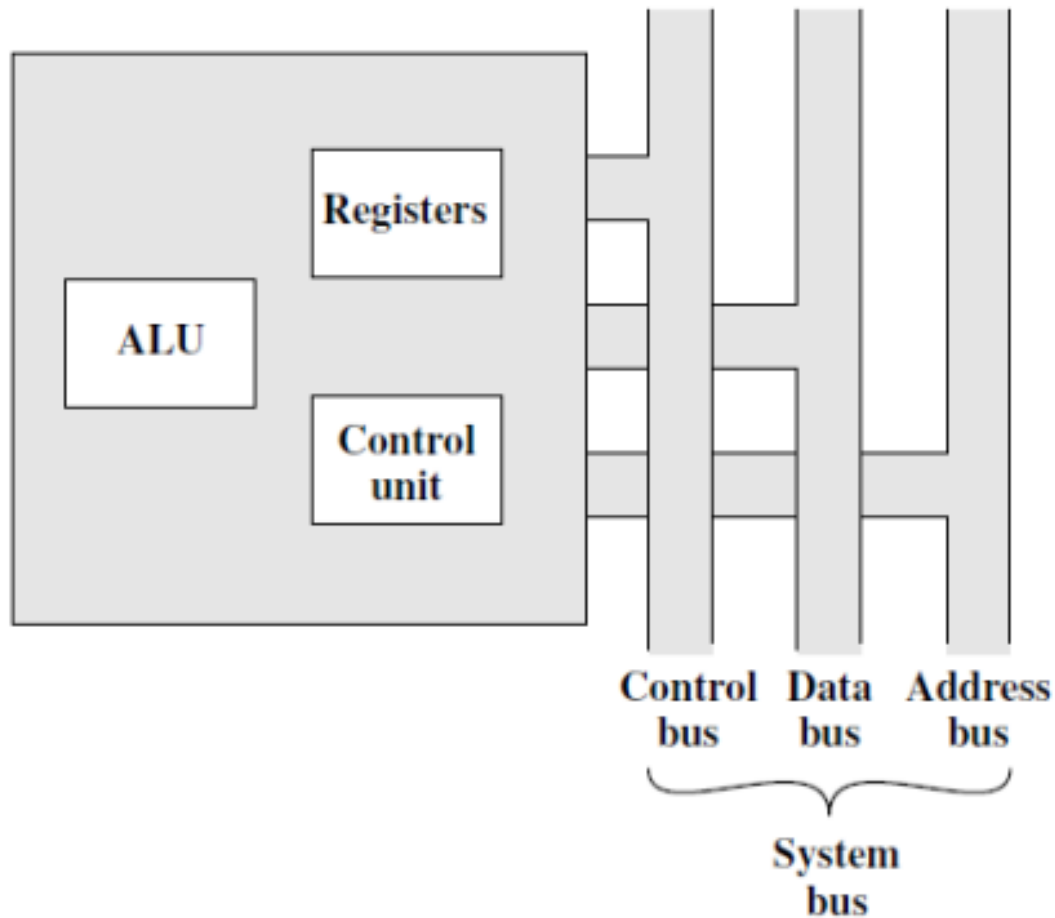 Registers
ALU
Control
unit
Control Data Address
bus bus bus
System
bus